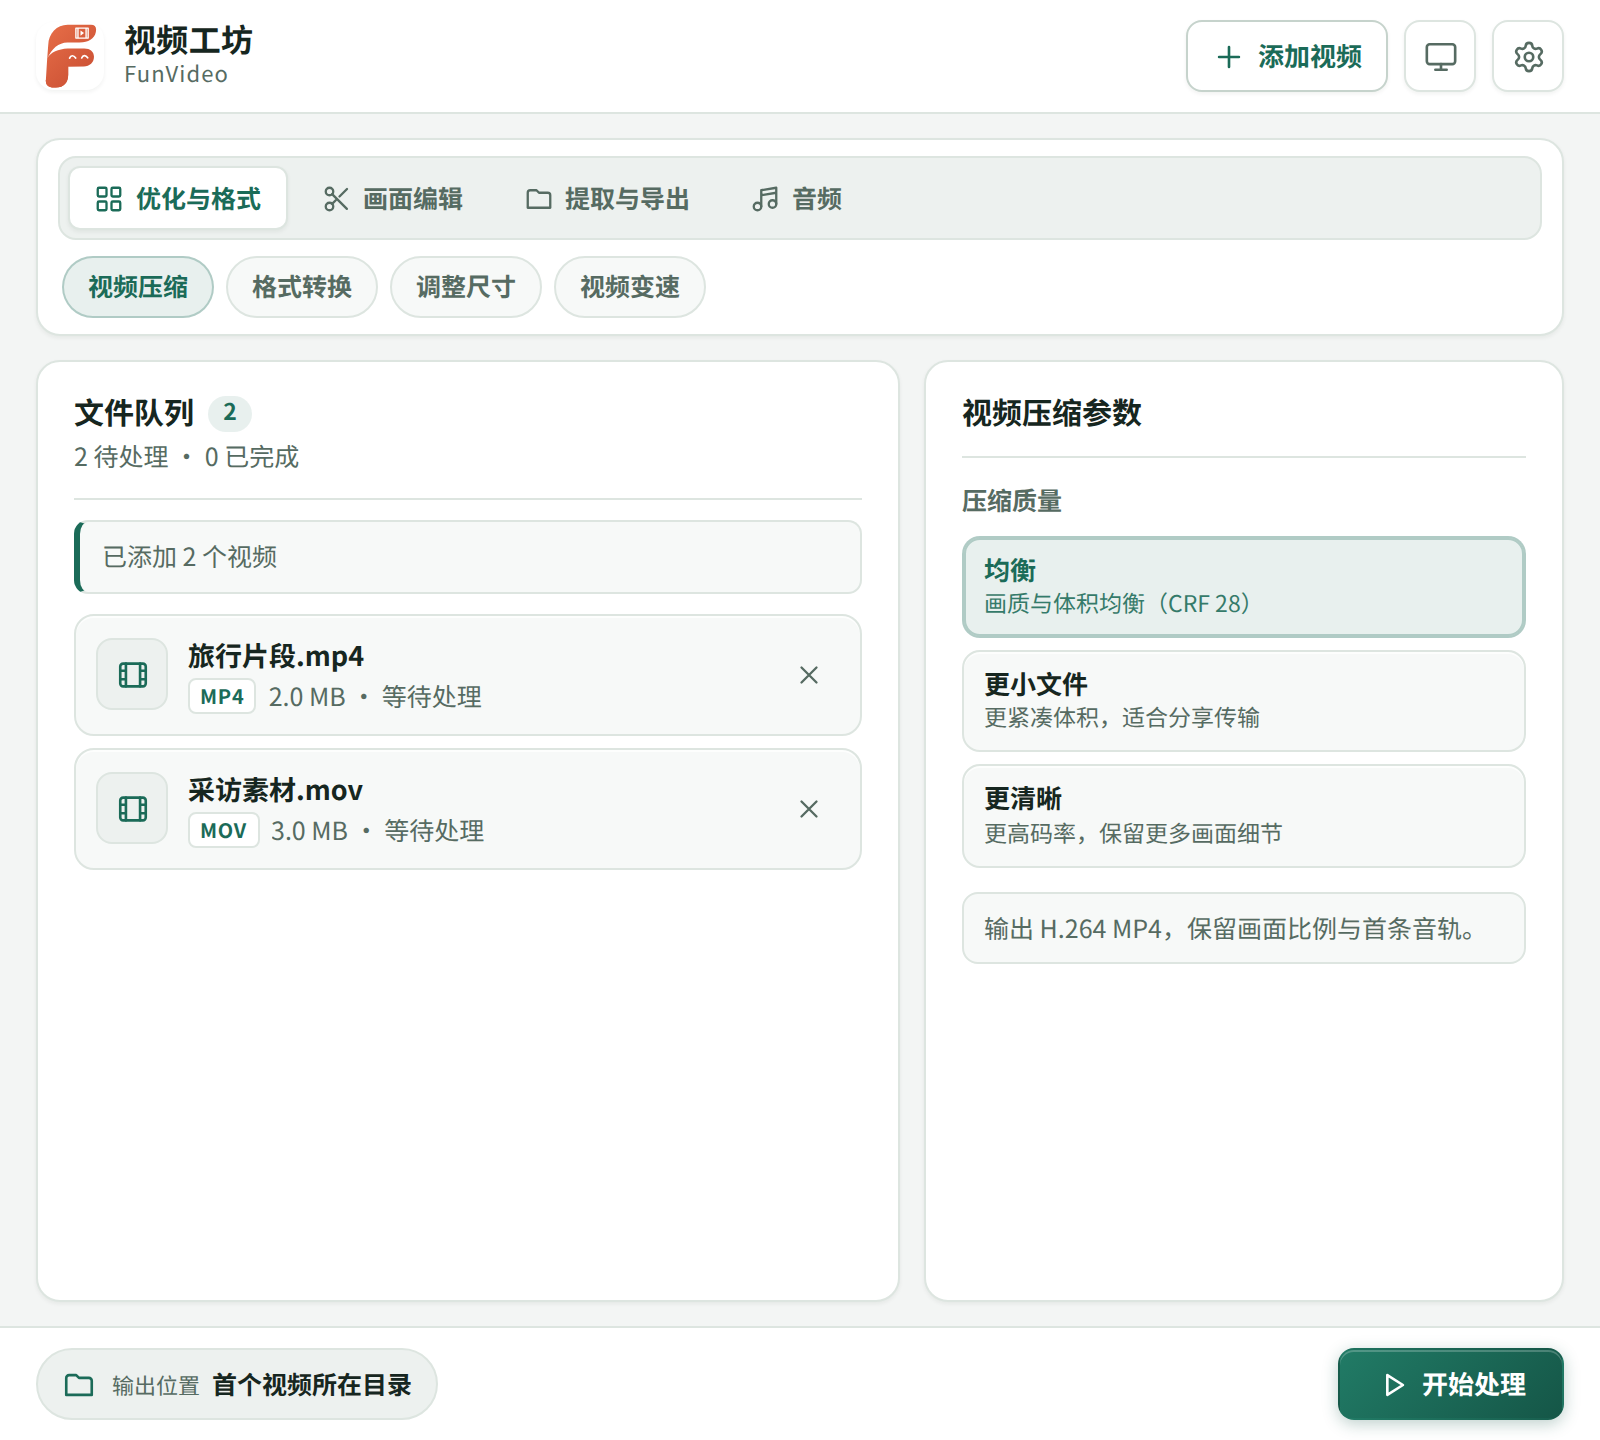 视频工坊
FunVideo
添加视频
优化与格式
画面编辑
提取与导出
音频
视频压缩
格式转换
调整尺寸
视频变速
文件队列 2
2 待处理 • 0 已完成
已添加 2 个视频
旅行片段.mp4
MP4 2.0 MB • 等待处理
采访素材.mov
MOV 3.0 MB • 等待处理
视频压缩参数
压缩质量
均衡
画质与体积均衡（CRF 28）
更小文件
更紧凑体积，适合分享传输
更清晰
更高码率，保留更多画面细节
输出 H.264 MP4，保留画面比例与首条音轨。
输出位置 首个视频所在目录
开始处理